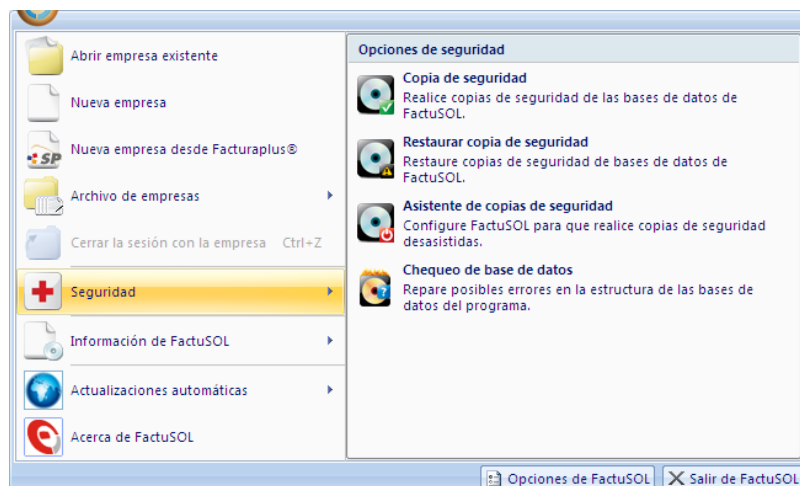 Abrir empresa existente
Nueva empresa
SP
Nueva empresa desde Facturaplus®
Archivo de empresas
Cerrar la sesión con la empresa Ctrl+Z
Seguridad
Información de FactuSOL
Actualizaciones automáticas
Acerca de FactuSOL
Opciones de seguridad
Copia de seguridad
Realice copias de seguridad de las bases de datos de
FactuSOL.
Restaurar copia de seguridad
Restaure copias de seguridad de bases de datos de
FactuSOL.
Asistente de copias de seguridad
Configure FactuSOL para que realice copias de seguridad
desasistidas.
Chequeo de base de datos
Repare posibles errores en la estructura de las bases de
datos del programa.
Opciones de FactuSOL
Salir de FactuSOL